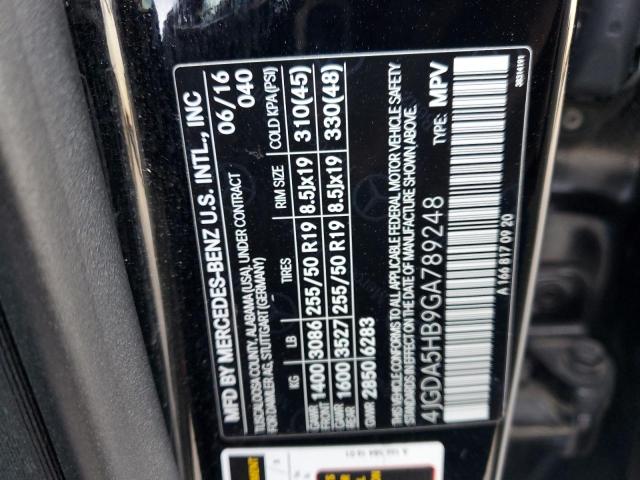 MFD BY MERCEDES-BENZ U.S. INTL., INC 06/16
TUSCALOOSA COUNTY, ALABAMA (USA), UNDER CONTRACT 040
FOR DAIMLER AG, STUTTGART (GERMANY)
KG LB TIRES RIM SIZE COLD KPA (PSI)
GAWR FRONT 1400 3086 255/50 R19 8.5Jx19 310(45)
GAWR REAR 1600 3527 255/50 R19 8.5Jx19 330(48)
GVWR 2850 6283
THIS VEHICLE CONFORMS TO ALL APPLICABLE FEDERAL MOTOR VEHICLE SAFETY
STANDARDS IN EFFECT ON THE DATE OF MANUFACTURE SHOWN ABOVE.
4JGDA5HB9GA789248 TYPE: MPV
A 166 817 09 20